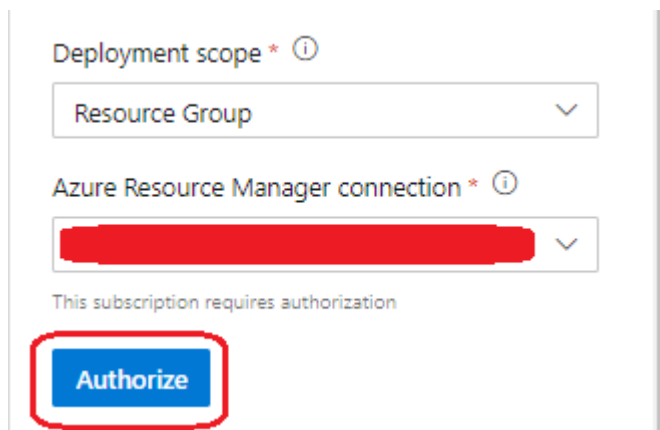 Deployment scope *
Resource Group
Azure Resource Manager connection *
This subscription requires authorization
Authorize